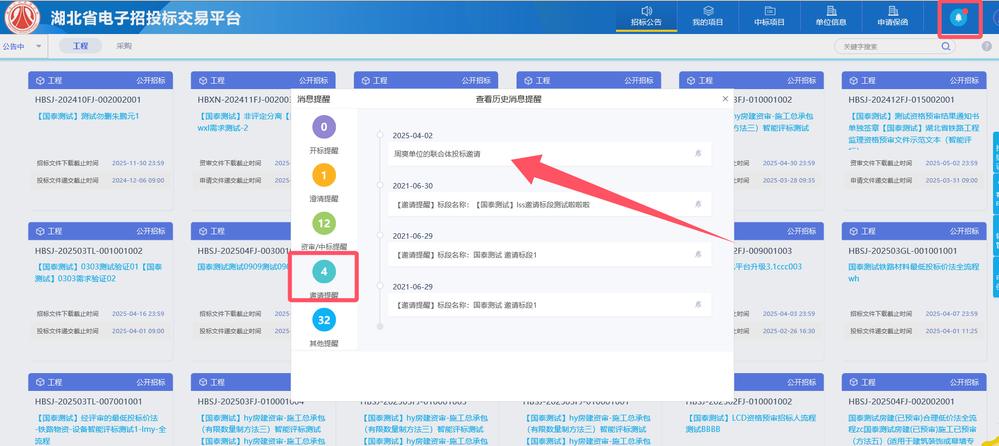 湖北省电子招投标交易平台
招标公告
我的项目
中标项目
单位信息
申请保函
公告中
工程
采购
关键字搜索
?
工程 公开招标
HBSJ-202410FJ-002002001
【国泰测试】测试勿删朱鹏元1
招标文件下载截止时间 2025-11-30 23:59
投标文件递交截止时间 2024-12-06 09:00
工程 公开招标
HBXN-202411FJ-00200
【国泰测试】非评定分离【
wxl需求测试-2
资审文件下载截止时间 2025-
申请文件递交截止时间 2025-
工程 公开招标
工程 公开招标
工程 公开招标
FJ-010001002
hy房建资审-施工总承包
方法三）智能评标测试
止时间 2025-04-30 23:59
止时间 2025-03-28 09:35
工程 公开招标
HBSJ-202412FJ-015002001
【国泰测试】测试资格预审结果通知书
单独签章【国泰测试】湖北省铁路工程
监理资格预审文件示范文本（智能评
资审文件下载截止时间 2025-05-02 23:59
申请文件递交截止时间 2025-03-31 09:00
消息提醒
查看历史消息提醒
0
开标提醒
1
澄清提醒
12
资审/中标提醒
4
邀请提醒
32
其他提醒
2025-04-02
周爽单位的联合体投标邀请
2021-06-30
【邀请提醒】标段名称：【国泰测试】lss邀请标段测试啦啦啦
2021-06-29
【邀请提醒】标段名称：国泰测试 邀请标段1
2021-06-29
【邀请提醒】标段名称：国泰测试 邀请标段1
工程 公开招标
HBSJ-202503TL-001001002
【国泰测试】0303测试验证01【国泰
测试】0303需求验证02
招标文件下载截止时间 2025-04-16 23:59
投标文件递交截止时间 2025-04-01 09:00
工程
HBSJ-202504FJ-003001
国泰测试测试0909测试090
招标文件下载截止时间 2025-
投标文件递交截止时间 2025-
公开招标
FJ-009001003
平台升级3.1ccc003
止时间 2025-04-03 23:59
止时间 2025-02-26 16:30
工程 公开招标
HBSJ-202503GL-001001001
国泰测试铁路材料最低投标价法全流程
wh
招标文件下载截止时间 2025-04-07 23:59
投标文件递交截止时间 2025-04-01 11:25
工程 公开招标
HBSJ-202503TL-007001001
【国泰测试】经评审的最低投标价法
-铁路物资-设备智能评标测试1-lmy-全
流程
工程
HBSJ-202503FJ-010001004
【国泰测试】hy房建资审-施工总承包
（有限数量制方法三）智能评标测试
【国泰测试】hy房建资审-施工总承包
HBSJ-202503FJ-010001003
【国泰测试】hy房建资审-施工总承包
（有限数量制方法三）智能评标测试
【国泰测试】hy房建资审-施工总承包
HBSJ-202503FJ-010001001
【国泰测试】hy房建资审-施工总承包
（有限数量制方法三）智能评标测试
【国泰测试】hy房建资审-施工总承包
公开招标
HBSJ-202502FJ-010001002
【国泰测试】LCD资格预审招标人流程
测试BBBB
工程 公开招标
HBSJ-202504FJ-002002001
国泰测试房建(已预审)合理低价法全流
程zc国泰测试房建(已预审)施工已预审
（方法五）(适用于建筑装饰或幕墙专